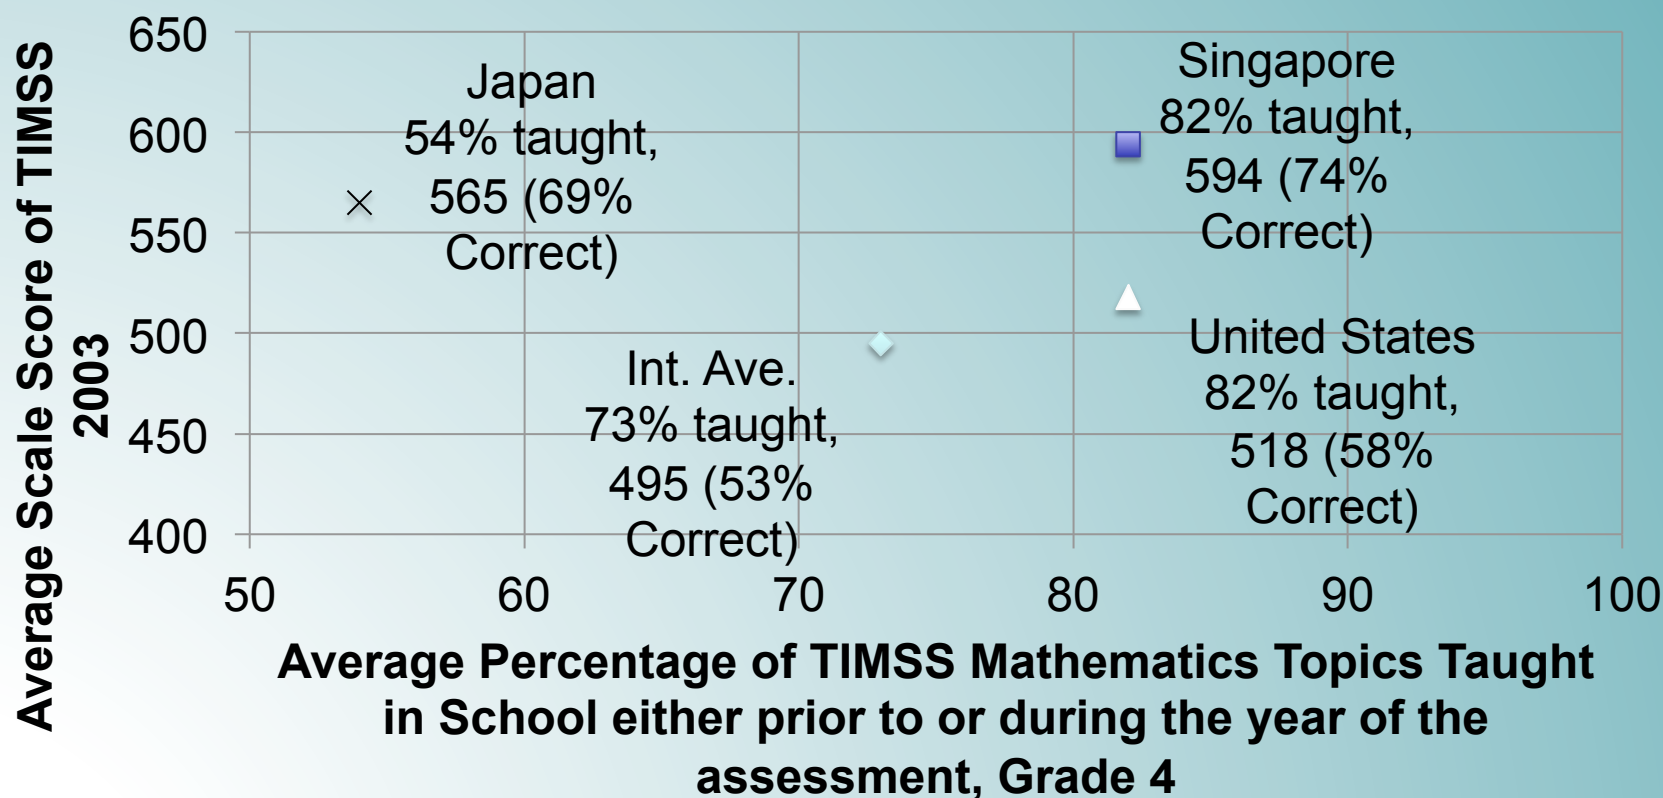 Average Scale Score of TIMSS
2003
650
600
550
500
450
400
Japan
54% taught,
565 (69%
Correct)
Singapore
82% taught,
594 (74%
Correct)
Int. Ave.
73% taught,
495 (53%
Correct)
United States
82% taught,
518 (58%
Correct)
50
60
70
80
90
100
Average Percentage of TIMSS Mathematics Topics Taught
in School either prior to or during the year of the
assessment, Grade 4